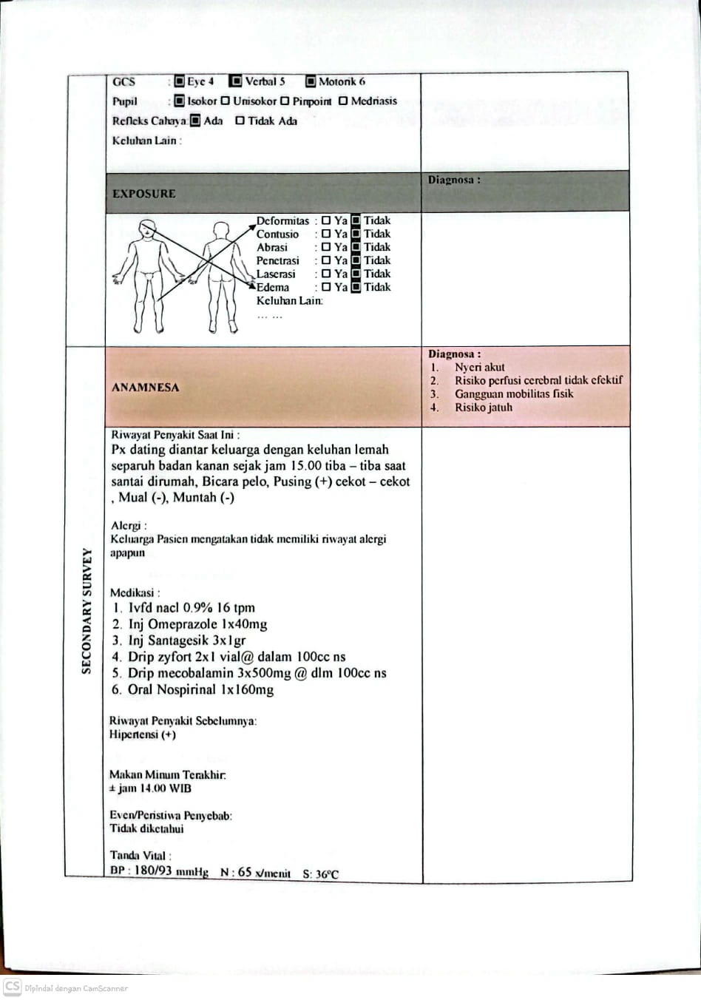 GCS : ▣ Eye 4 ▣ Verbal 5 ▣ Motorik 6
Pupil : ▣ Isokor ☐ Unisokor ☐ Pinpoint ☐ Medriasis
Refleks Cahaya: ▣ Ada ☐ Tidak Ada
Keluhan Lain :
EXPOSURE
Diagnosa :
Deformitas : ☐ Ya ▣ Tidak
Contusio : ☐ Ya ▣ Tidak
Abrasi : ☐ Ya ▣ Tidak
Penetrasi : ☐ Ya ▣ Tidak
Laserasi : ☐ Ya ▣ Tidak
Edema : ☐ Ya ▣ Tidak
Keluhan Lain:
... ...
SECONDARY SURVEY
ANAMNESA
Diagnosa :
1. Nyeri akut
2. Risiko perfusi cerebral tidak efektif
3. Gangguan mobilitas fisik
4. Risiko jatuh
Riwayat Penyakit Saat Ini :
Px dating diantar keluarga dengan keluhan lemah
separuh badan kanan sejak jam 15.00 tiba – tiba saat
santai dirumah, Bicara pelo, Pusing (+) cekot – cekot
, Mual (-), Muntah (-)
Alergi :
Keluarga Pasien mengatakan tidak memiliki riwayat alergi
apapun
Medikasi :
1. Ivfd nacl 0.9% 16 tpm
2. Inj Omeprazole 1x40mg
3. Inj Santagesik 3x1gr
4. Drip zyfort 2x1 vial@ dalam 100cc ns
5. Drip mecobalamin 3x500mg @ dlm 100cc ns
6. Oral Nospirinal 1x160mg
Riwayat Penyakit Sebelumnya:
Hipertensi (+)
Makan Minum Terakhir:
± jam 14.00 WIB
Even/Peristiwa Penyebab:
Tidak diketahui
Tanda Vital :
BP : 180/93 mmHg N : 65 x/menit S: 36ºC
CS Dipindai dengan CamScanner